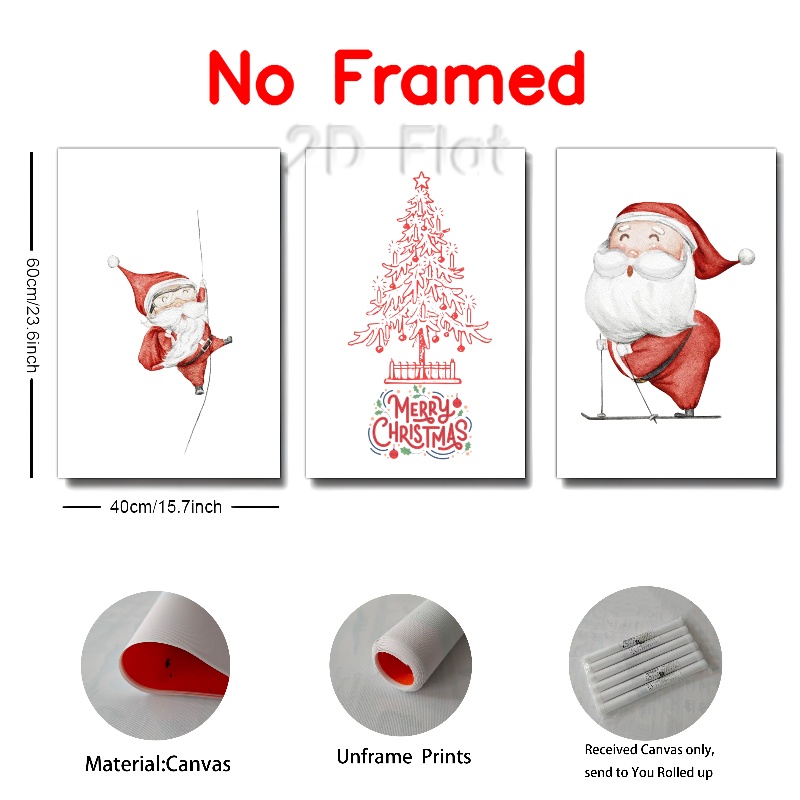 No Framed
2D Flat
60cm/23.6inch
MERRY
CHRISTMAS
40cm/15.7inch
Material:Canvas
Unframe Prints
Received Canvas only,
send to You Rolled up